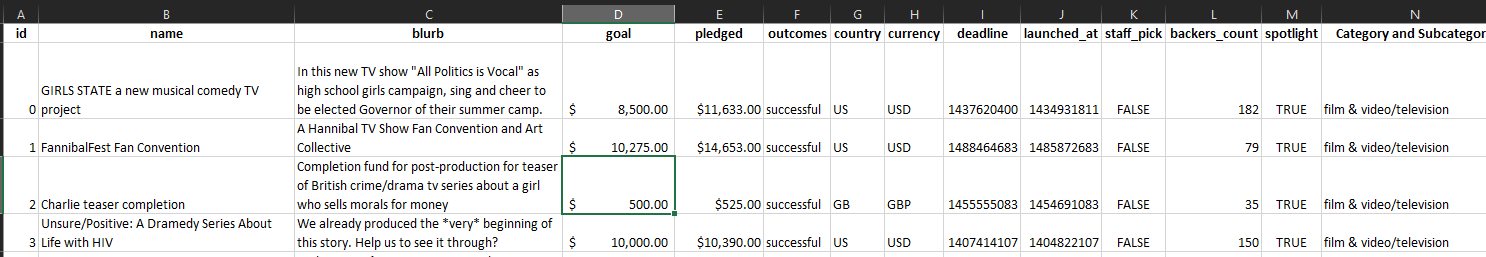 A B C D E F G H I J K L M N
id name blurb goal pledged outcomes country currency deadline launched_at staff_pick backers_count spotlight Category and Subcategor
In this new TV show "All Politics is Vocal" as
GIRLS STATE a new musical comedy TV high school girls campaign, sing and cheer to
0 project be elected Governor of their summer camp. $ 8,500.00 $11,633.00 successful US USD 1437620400 1434931811 FALSE 182 TRUE film & video/television
A Hannibal TV Show Fan Convention and Art
1 FannibalFest Fan Convention Collective $ 10,275.00 $14,653.00 successful US USD 1488464683 1485872683 FALSE 79 TRUE film & video/television
Completion fund for post-production for teaser
of British crime/drama tv series about a girl
2 Charlie teaser completion who sells morals for money $ 500.00 $525.00 successful GB GBP 1455555083 1454691083 FALSE 35 TRUE film & video/television
Unsure/Positive: A Dramedy Series About We already produced the *very* beginning of
3 Life with HIV this story. Help us to see it through? $ 10,000.00 $10,390.00 successful US USD 1407414107 1404822107 FALSE 150 TRUE film & video/television